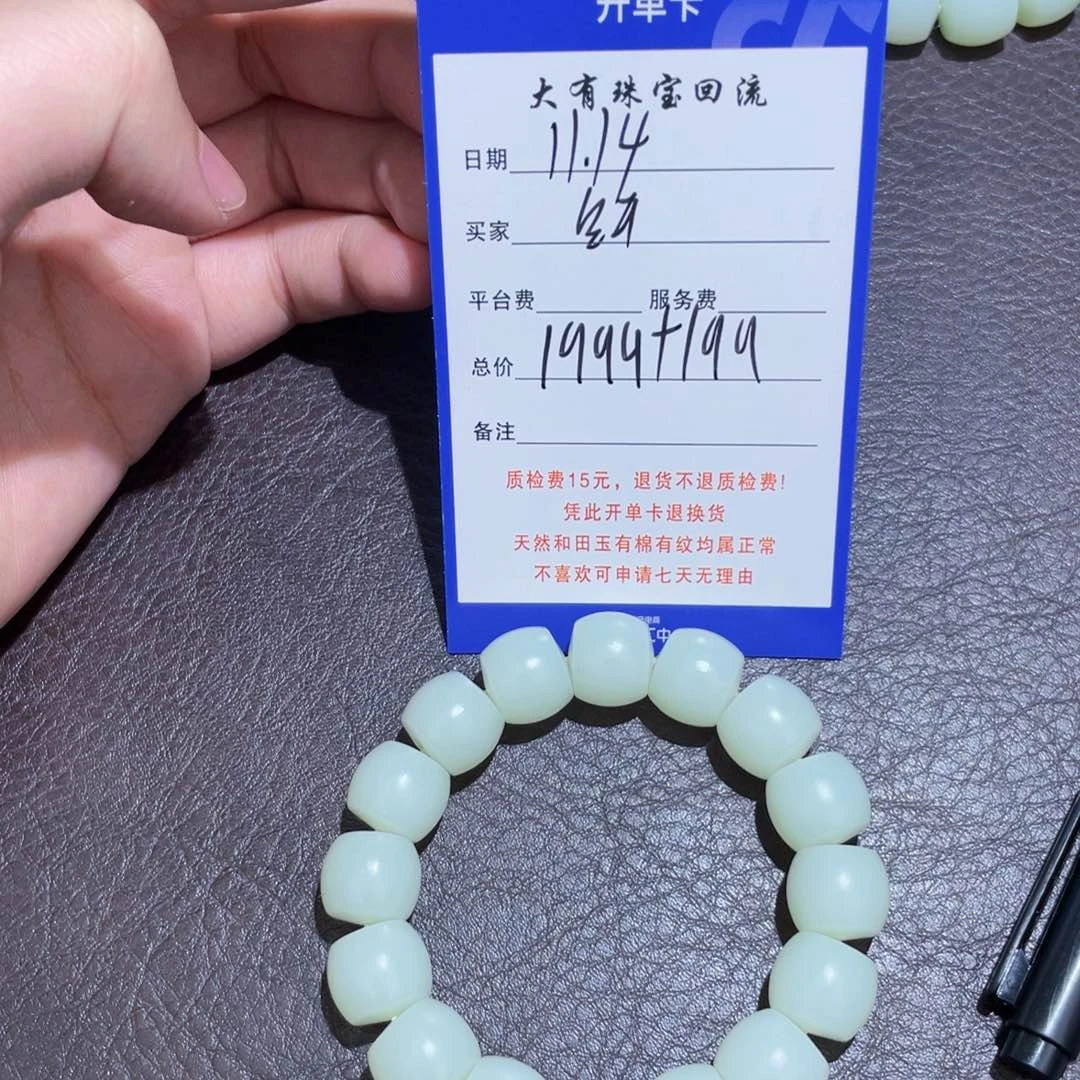 开单卡
大有珠宝回流
日期 11.14
买家
平台费 服务费
总价 1999+199
备注
质检费15元，退货不退质检费!
凭此开单卡退换货
天然和田玉有棉有纹均属正常
不喜欢可申请七天无理由